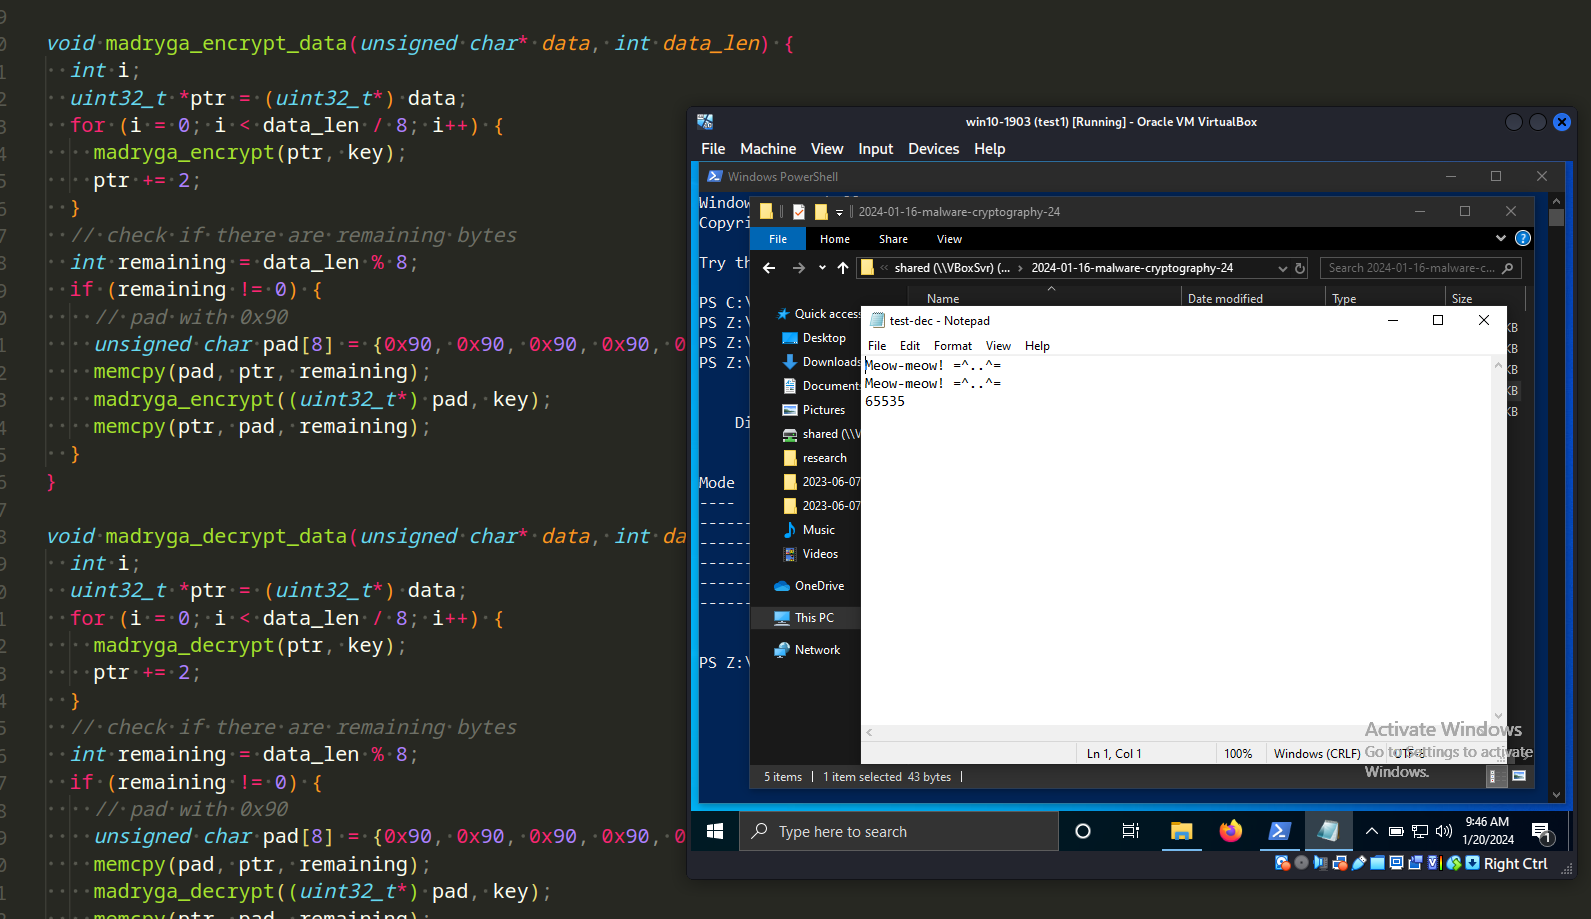 void madryga_encrypt_data(unsigned char* data, int data_len) {
int i;
uint32_t *ptr = (uint32_t*) data;
for (i = 0; i < data_len / 8; i++) {
madryga_encrypt(ptr, key);
ptr += 2;
}
// check if there are remaining bytes
int remaining = data_len % 8;
if (remaining != 0) {
// pad with 0x90
unsigned char pad[8] = {0x90, 0x90, 0x90, 0x90, 0
memcpy(pad, ptr, remaining);
madryga_encrypt((uint32_t*) pad, key);
memcpy(ptr, pad, remaining);
}
}
void madryga_decrypt_data(unsigned char* data, int da
int i;
uint32_t *ptr = (uint32_t*) data;
for (i = 0; i < data_len / 8; i++) {
madryga_decrypt(ptr, key);
ptr += 2;
}
// check if there are remaining bytes
int remaining = data_len % 8;
if (remaining != 0) {
// pad with 0x90
unsigned char pad[8] = {0x90, 0x90, 0x90, 0x90, 0
memcpy(pad, ptr, remaining);
madryga_decrypt((uint32_t*) pad, key);
memcpy(ptr, pad, remaining);
win10-1903 (test1) [Running] - Oracle VM VirtualBox
File Machine View Input Devices Help
Windows PowerShell
Window
Copyri
Try th
PS C:\
PS Z:\
PS Z:\
PS Z:\
Di
Mode
----
PS Z:\
2024-01-16-malware-cryptography-24
File Home Share View
« shared (\\VBoxSvr) (... › 2024-01-16-malware-cryptography-24
Search 2024-01-16-malware-c...
Name Date modified Type Size
KB
KB
KB
KB
KB
Quick access
Desktop
Downloads
Document
Pictures
shared (\\V
research
2023-06-07
2023-06-07
Music
Videos
OneDrive
This PC
Network
5 items 1 item selected 43 bytes
test-dec - Notepad
File Edit Format View Help
Meow-meow! =^..^=
Meow-meow! =^..^=
65535
Ln 1, Col 1 100% Windows (CRLF) UTF-8
Activate Windows
Go to Settings to activate
Windows.
Type here to search
9:46 AM
1/20/2024
1
Right Ctrl